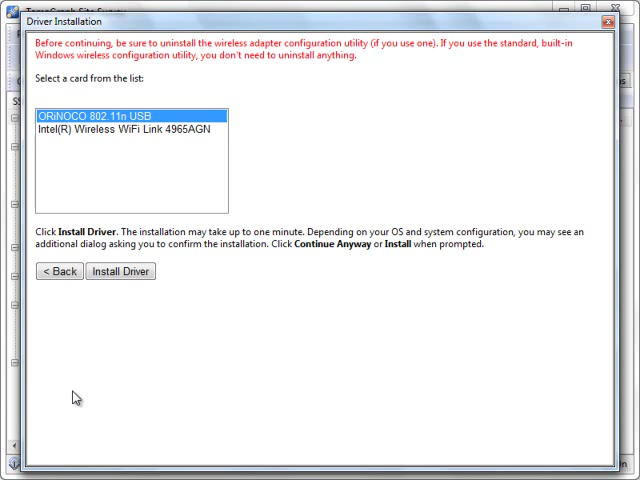 TamoGraph Site Survey
Driver Installation
Before continuing, be sure to uninstall the wireless adapter configuration utility (if you use one). If you use the standard, built-in
Windows wireless configuration utility, you don't need to uninstall anything.
Select a card from the list:
ORiNOCO 802.11n USB
Intel(R) Wireless WiFi Link 4965AGN
Click Install Driver. The installation may take up to one minute. Depending on your OS and system configuration, you may see an
additional dialog asking you to confirm the installation. Click Continue Anyway or Install when prompted.
< Back
Install Driver